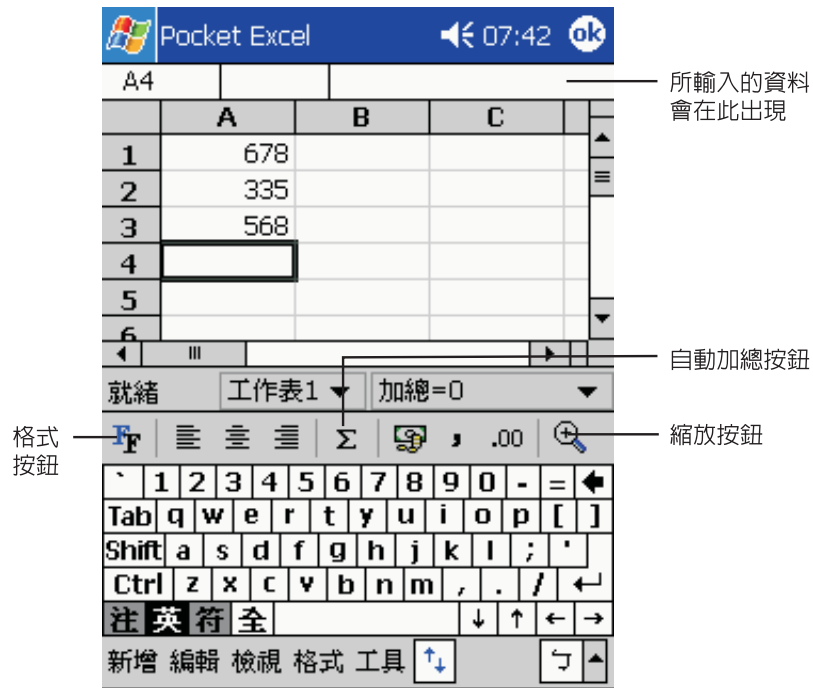 Pocket Excel 07:42 ok
A4
所輸入的資料
會在此出現
A B C
1 678
2 335
3 568
4
5
6
自動加總按鈕
就緒 工作表1 加總=0
格式
按鈕
FF Σ , .00
縮放按鈕
` 1 2 3 4 5 6 7 8 9 0 - =
Tab q w e r t y u i o p [ ]
Shift a s d f g h j k l ; '
Ctrl z x c v b n m , . /
注 英 符 全 ↓ ↑ ← →
新增 編輯 檢視 格式 工具